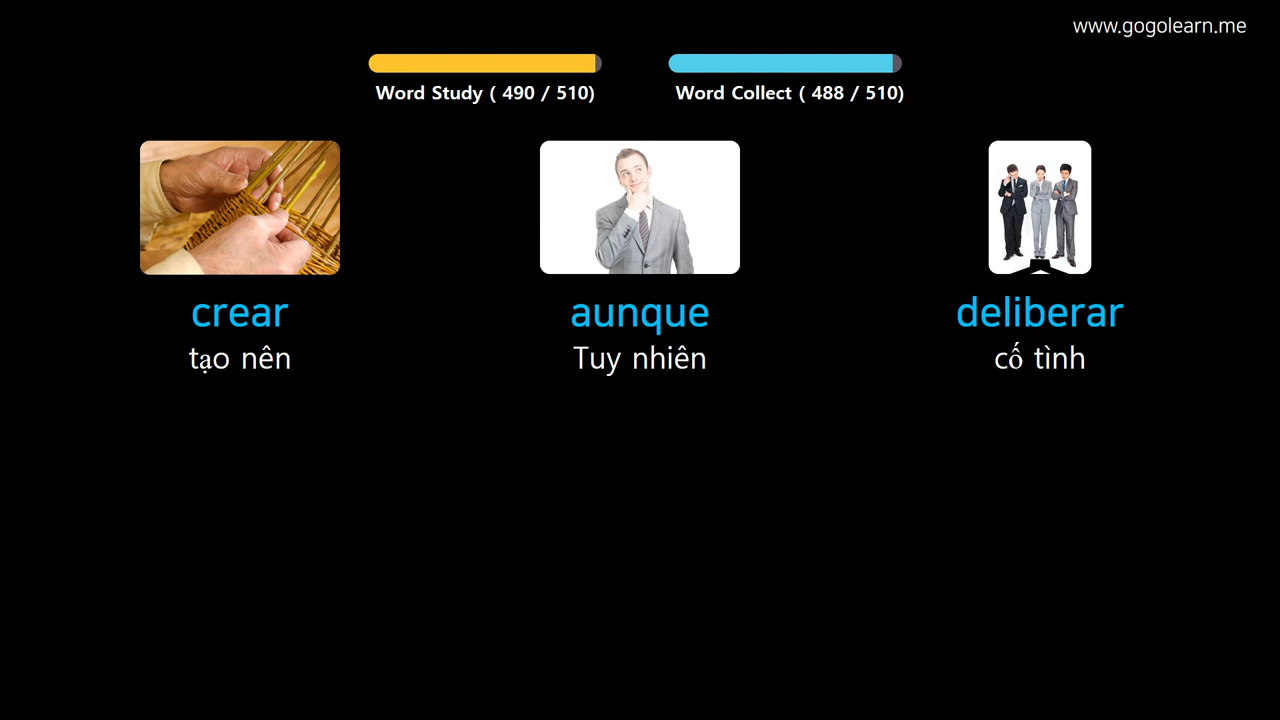 www.gogolearn.me
Word Study ( 490 / 510)
Word Collect ( 488 / 510)
crear
tạo nên
aunque
Tuy nhiên
deliberar
cố tình